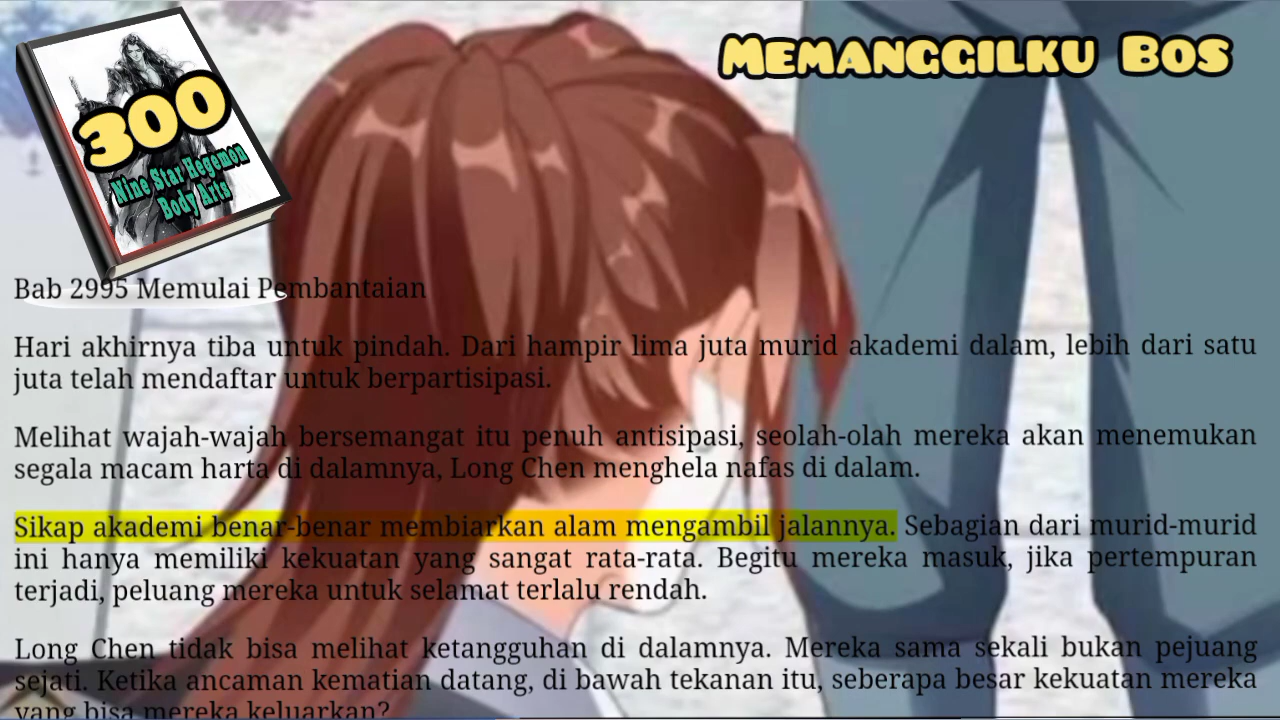 Memanggilku Bos
300
Nine Star Hegemon
Body Arts
Bab 2995 Memulai Pembantaian
Hari akhirnya tiba untuk pindah. Dari hampir lima juta murid akademi dalam, lebih dari satu
juta telah mendaftar untuk berpartisipasi.
Melihat wajah-wajah bersemangat itu penuh antisipasi, seolah-olah mereka akan menemukan
segala macam harta di dalamnya, Long Chen menghela nafas di dalam.
Sikap akademi benar-benar membiarkan alam mengambil jalannya. Sebagian dari murid-murid
ini hanya memiliki kekuatan yang sangat rata-rata. Begitu mereka masuk, jika pertempuran
terjadi, peluang mereka untuk selamat terlalu rendah.
Long Chen tidak bisa melihat ketangguhan di dalamnya. Mereka sama sekali bukan pejuang
sejati. Ketika ancaman kematian datang, di bawah tekanan itu, seberapa besar kekuatan mereka
yang bisa mereka keluarkan?